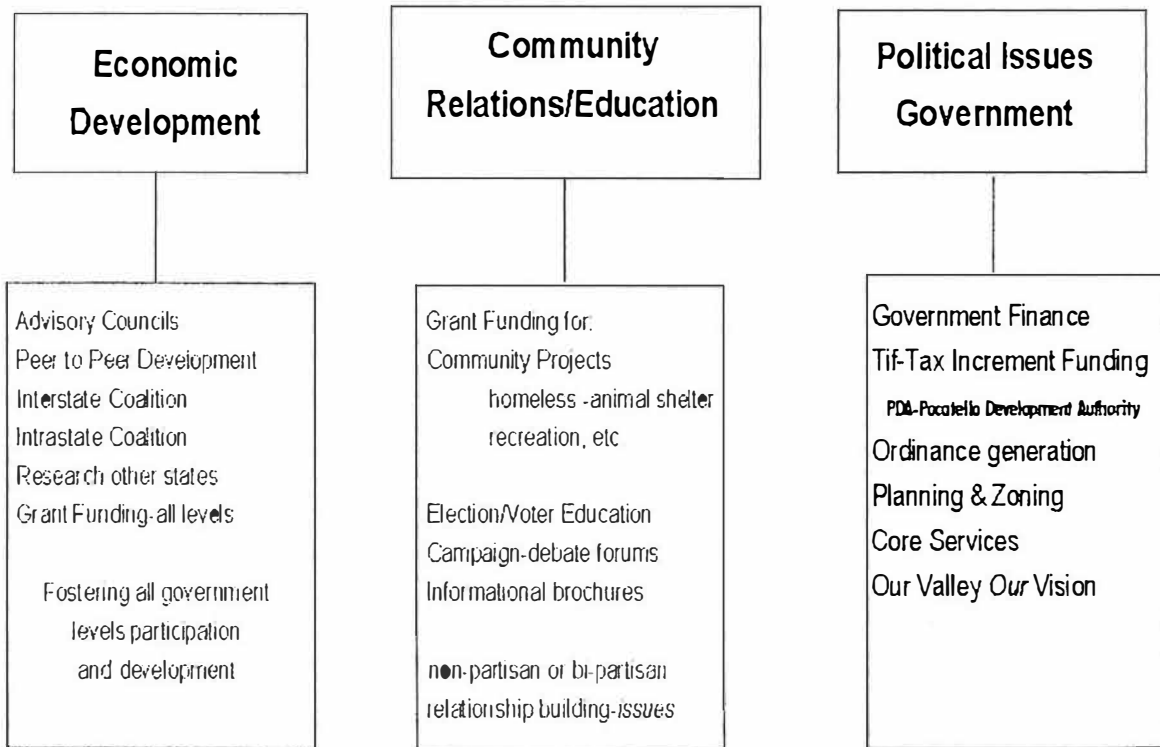 Economic
Development
Community
Relations/Education
Political Issues
Government
Advisory Councils
Peer to Peer Development
Interstate Coalition
Intrastate Coalition
Research other states
Grant Funding-all levels
Fostering all government
levels participation
and development
Grant Funding for:
Community Projects
homeless -animal shelter
recreation, etc
Election/Voter Education
Campaign-debate forums
Informational brochures
non-partisan or bi-partisan
relationship building-issues
Government Finance
Tif-Tax Increment Funding
PDA-Pocatello Development Authority
Ordinance generation
Planning & Zoning
Core Services
Our Valley Our Vision